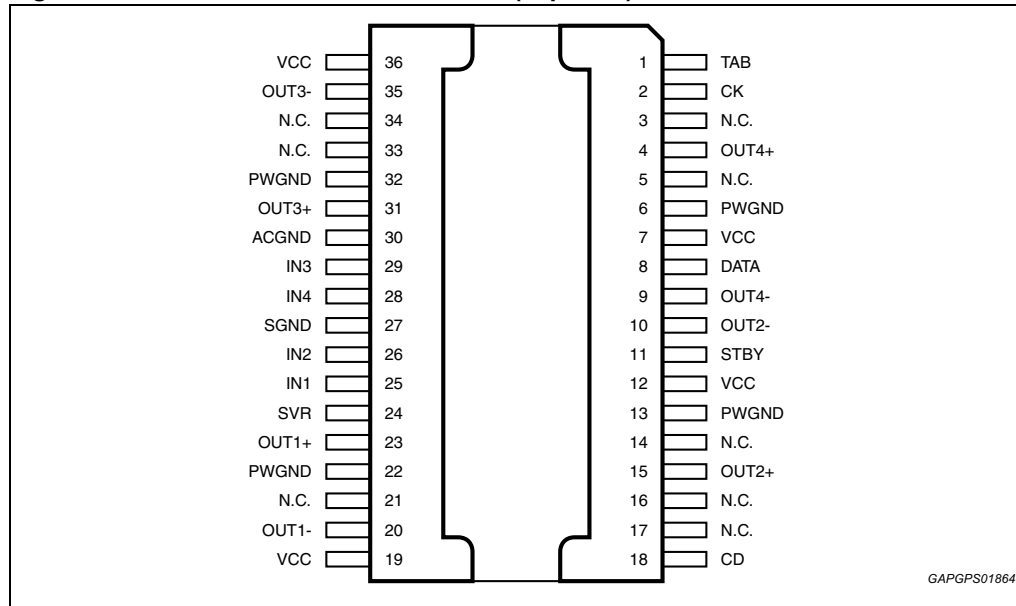 VCC 36 1 TAB
OUT3- 35 2 CK
N.C. 34 3 N.C.
N.C. 33 4 OUT4+
PWGND 32 5 N.C.
OUT3+ 31 6 PWGND
ACGND 30 7 VCC
IN3 29 8 DATA
IN4 28 9 OUT4-
SGND 27 10 OUT2-
IN2 26 11 STBY
IN1 25 12 VCC
SVR 24 13 PWGND
OUT1+ 23 14 N.C.
PWGND 22 15 OUT2+
N.C. 21 16 N.C.
OUT1- 20 17 N.C.
VCC 19 18 CD
GAPGPS01864